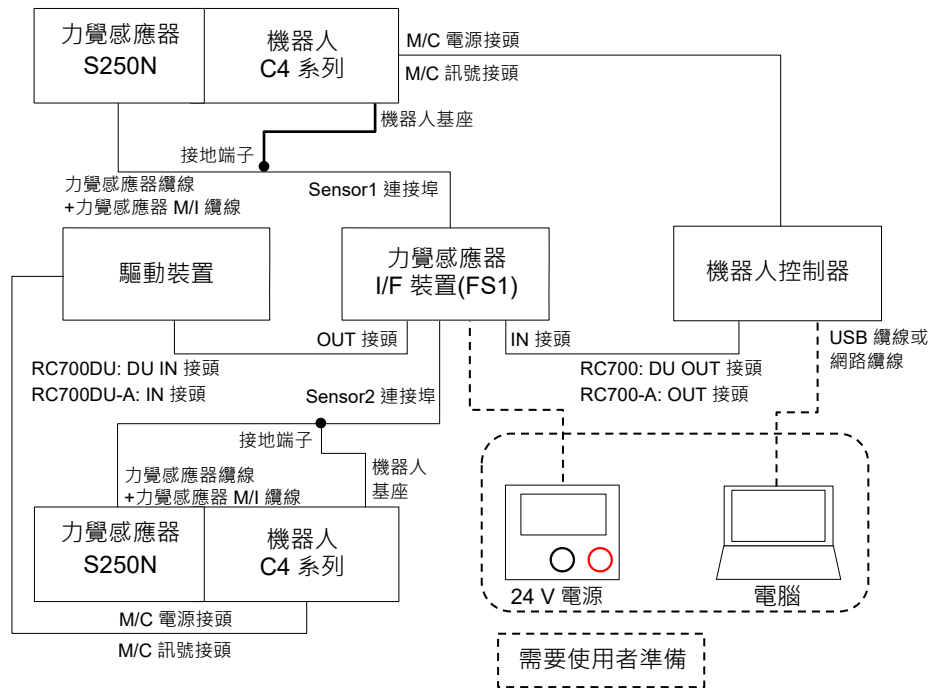 力覺感應器
S250N
機器人
C4 系列
M/C 電源接頭
M/C 訊號接頭
機器人基座
接地端子
力覺感應器纜線
+力覺感應器 M/I 纜線
Sensor1 連接埠
驅動裝置
力覺感應器
I/F 裝置(FS1)
機器人控制器
OUT 接頭
IN 接頭
USB 纜線或
網路纜線
RC700DU: DU IN 接頭
RC700DU-A: IN 接頭
RC700: DU OUT 接頭
RC700-A: OUT 接頭
Sensor2 連接埠
接地端子
力覺感應器纜線
+力覺感應器 M/I 纜線
機器人
基座
力覺感應器
S250N
機器人
C4 系列
24 V 電源
電腦
M/C 電源接頭
M/C 訊號接頭
需要使用者準備